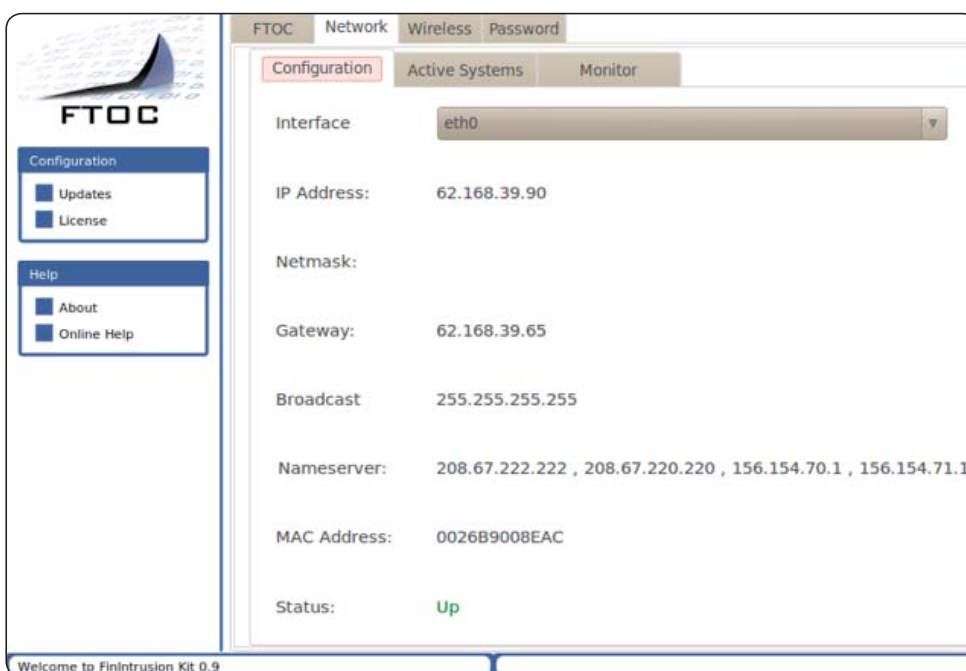 FTOC
Configuration
Updates
License
Help
About
Online Help
FTOC Network Wireless Password
Configuration Active Systems Monitor
Interface eth0
IP Address: 62.168.39.90
Netmask:
Gateway: 62.168.39.65
Broadcast 255.255.255.255
Nameserver: 208.67.222.222 , 208.67.220.220 , 156.154.70.1 , 156.154.71.1
MAC Address: 0026B9008EAC
Status: Up
Welcome to FinIntrusion Kit 0.9